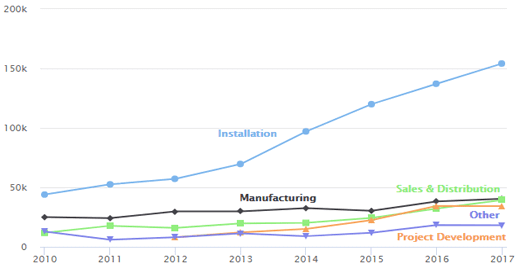 200k
150k
100k
50k
0
Installation
Manufacturing
Sales & Distribution
Other
Project Development
2010 2011 2012 2013 2014 2015 2016 2017